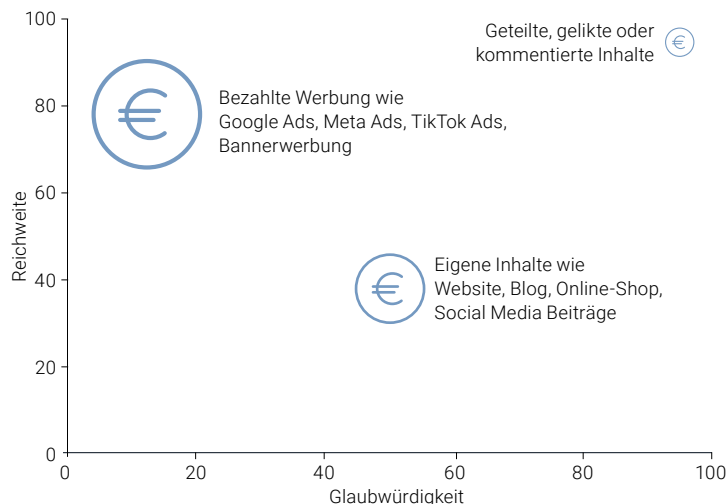 100
Geteilte, gelikte oder
kommentierte Inhalte
€
80
€
Bezahlte Werbung wie
Google Ads, Meta Ads, TikTok Ads,
Bannerwerbung
60
Reichweite
40
€
Eigene Inhalte wie
Website, Blog, Online-Shop,
Social Media Beiträge
20
0
0 20 40 60 80 100
Glaubwürdigkeit